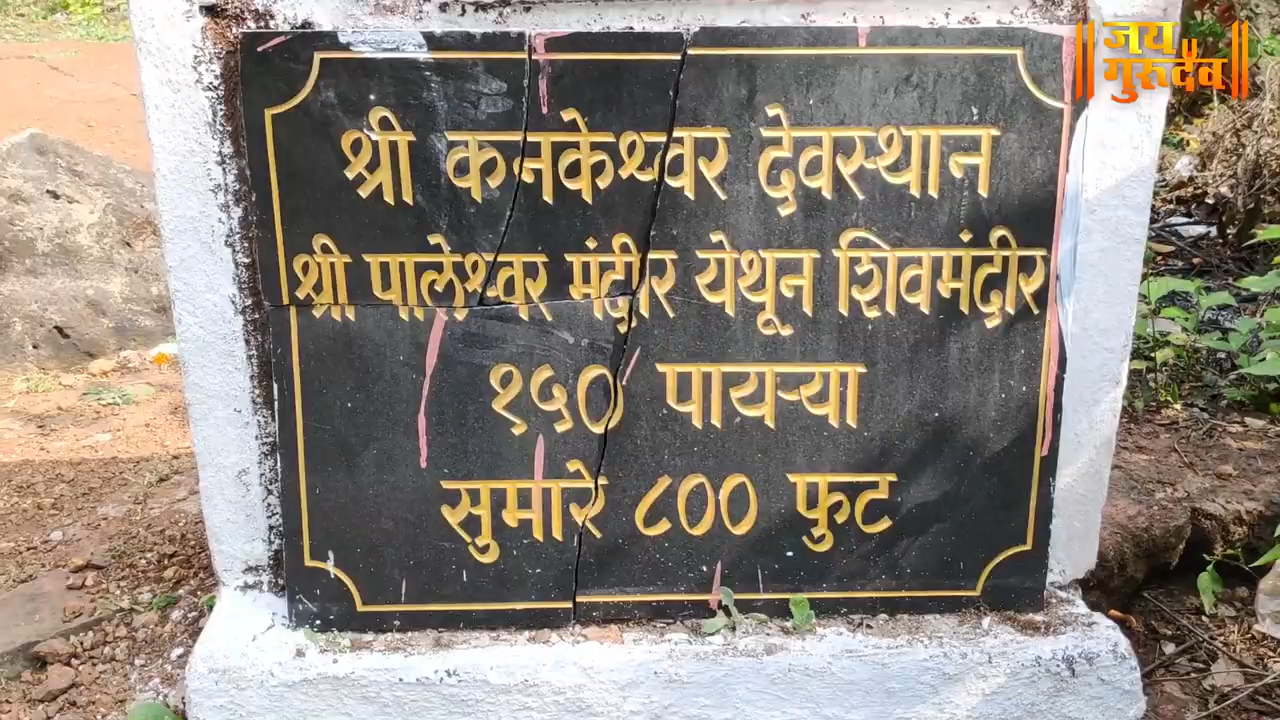 श्री कनकेश्वर देवस्थान
श्री पालेश्वर मंदीर येथून शिवमंदीर
१५० पायऱ्या
सुमारे ८०० फुट
॥ जय गुरुदेव ॥